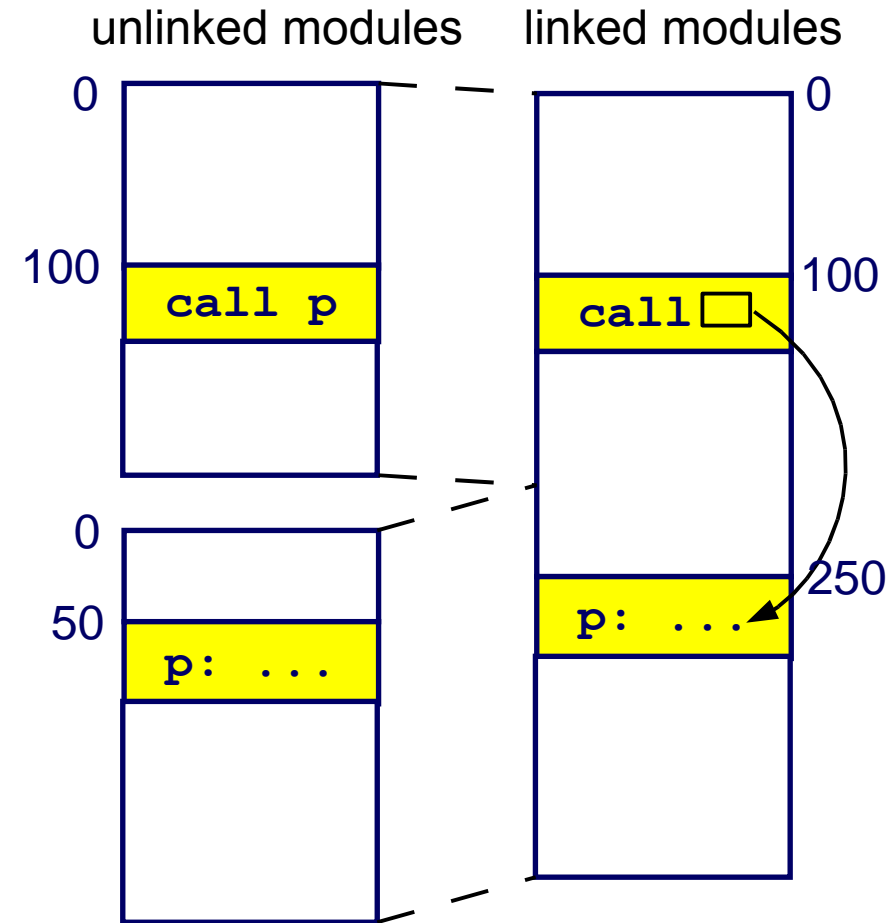 unlinked modules
linked modules
0
100
call p
0
50
p: ...
0
100
call
250
p: ...